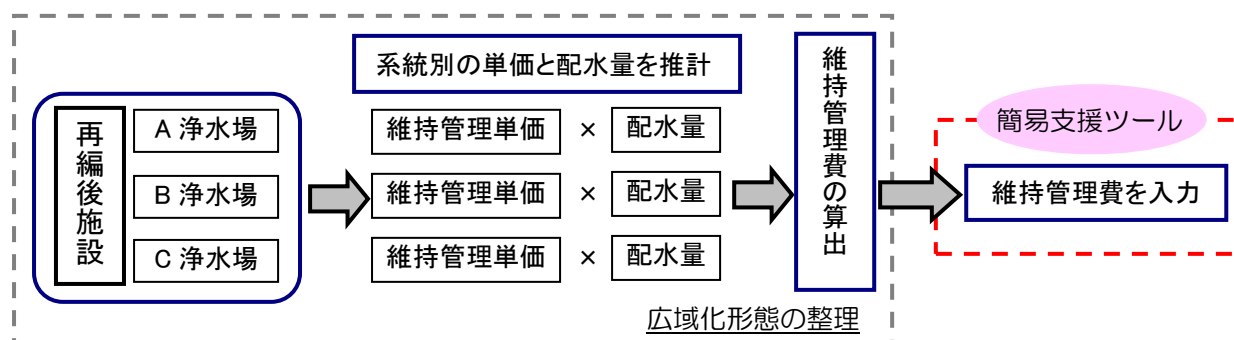 系統別の単価と配水量を推計
再編後施設
A 浄水場
維持管理単価 × 配水量
B 浄水場
維持管理単価 × 配水量
C 浄水場
維持管理単価 × 配水量
維持管理費の算出
広域化形態の整理
簡易支援ツール
維持管理費を入力